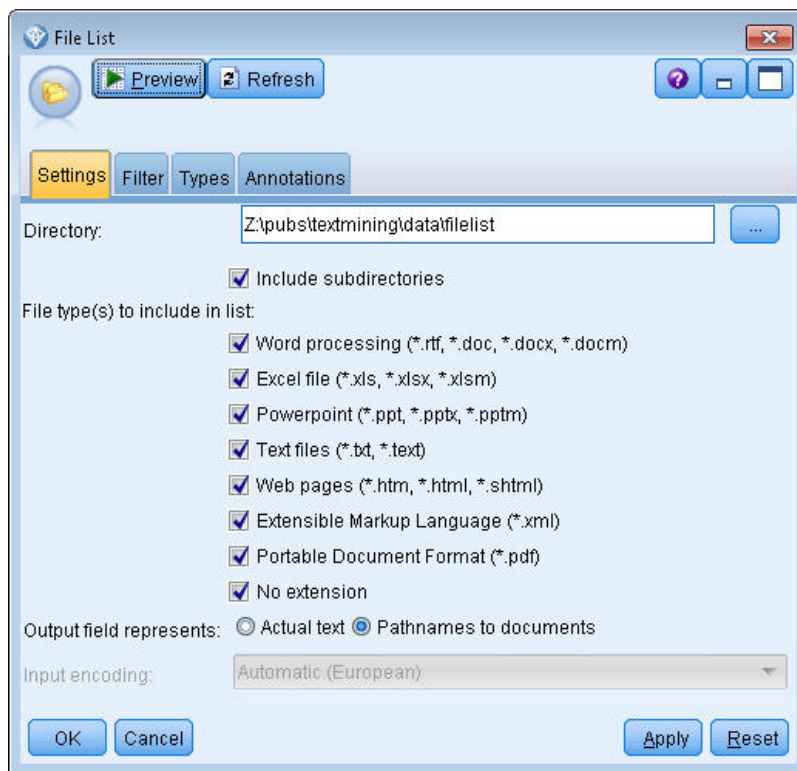 File List
Preview Refresh ?
Settings Filter Types Annotations
Directory: Z:\pubs\textmining\data\filelist ...
Include subdirectories
File type(s) to include in list:
Word processing (*.rtf, *.doc, *.docx, *.docm)
Excel file (*.xls, *.xlsx, *.xlsm)
Powerpoint (*.ppt, *.pptx, *.pptm)
Text files (*.txt, *.text)
Web pages (*.htm, *.html, *.shtml)
Extensible Markup Language (*.xml)
Portable Document Format (*.pdf)
No extension
Output field represents: Actual text Pathnames to documents
Input encoding: Automatic (European)
OK Cancel Apply Reset